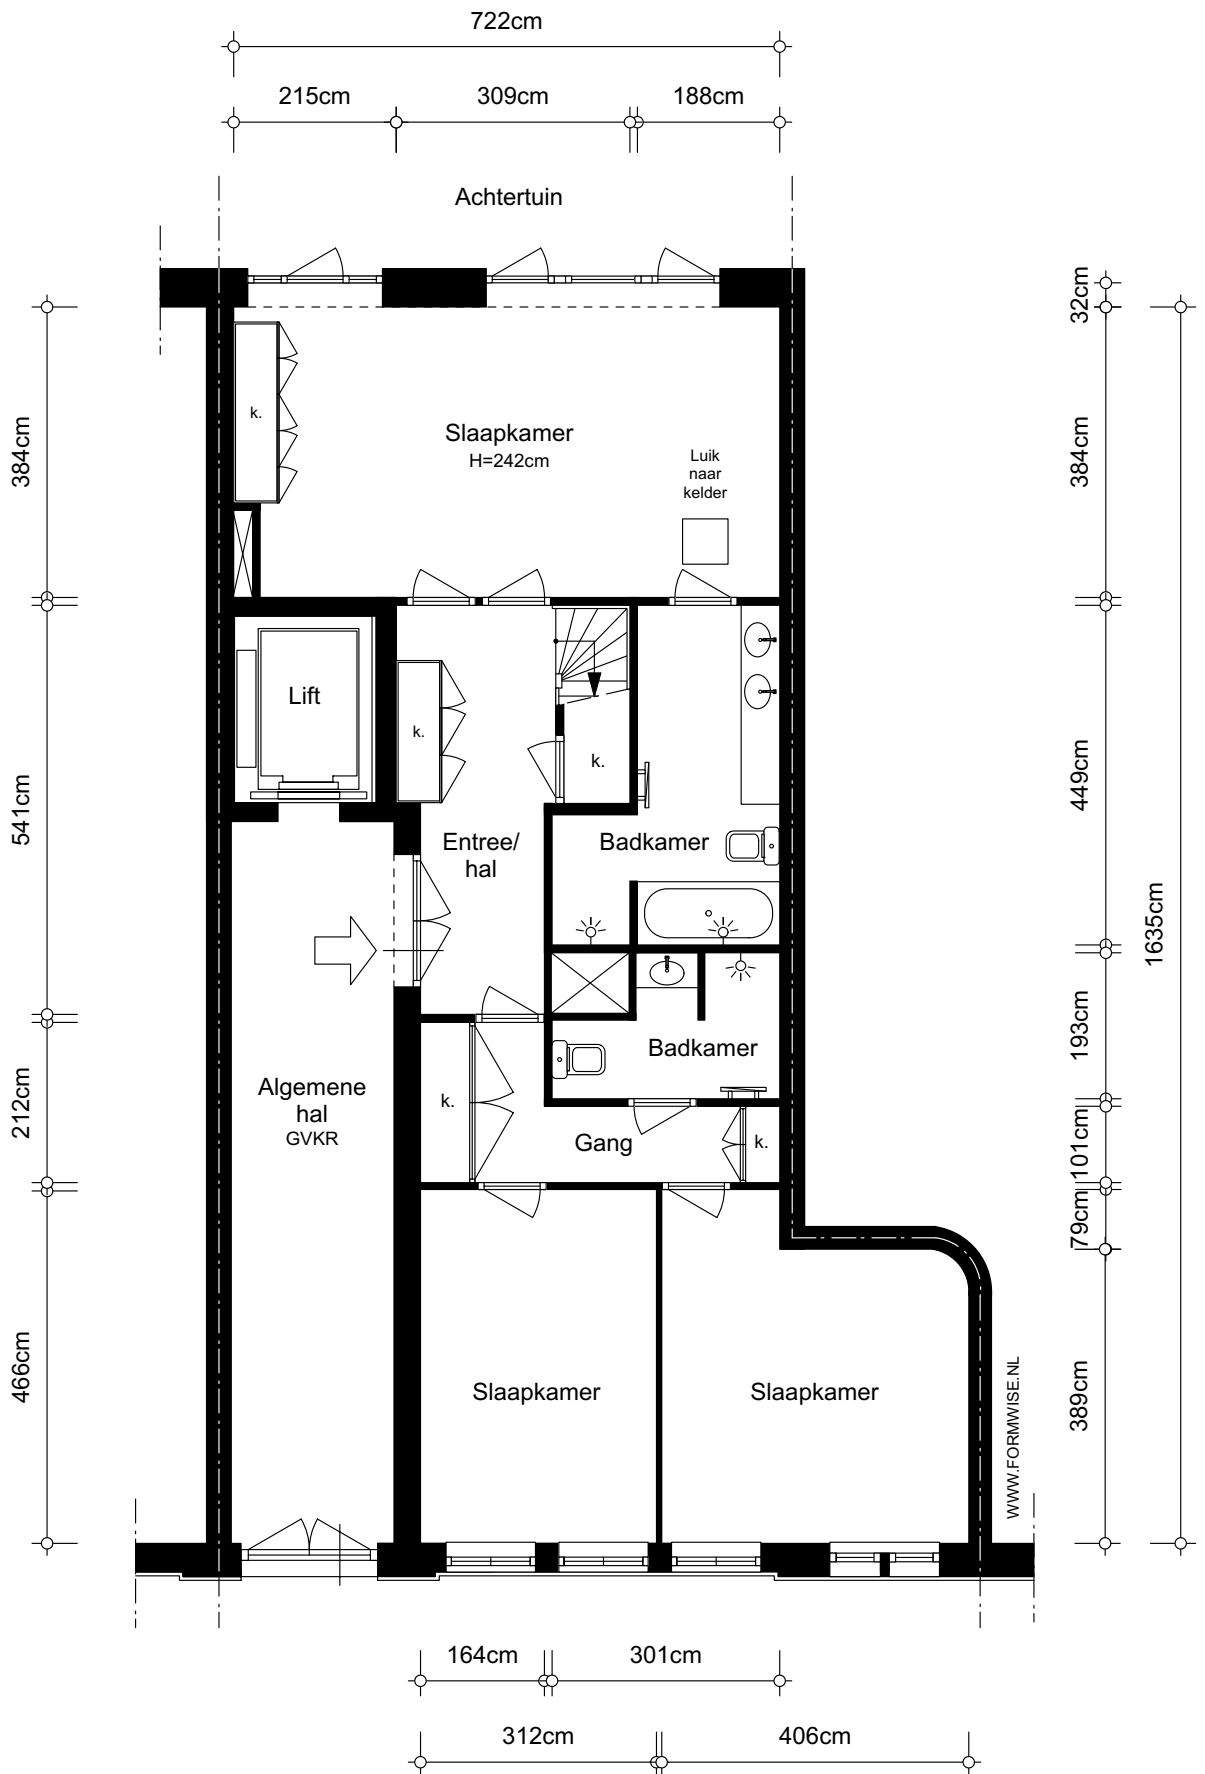 722cm
215cm
309cm
188cm
Achtertuin
32cm
384cm
k.
Slaapkamer
H=242cm
Luik
naar
kelder
384cm
Lift
k.
k.
541cm
449cm
Entree/
hal
Badkamer
1635cm
Badkamer
193cm
Algemene
hal
GVKR
k.
212cm
Gang
k.
101cm
79cm
466cm
Slaapkamer
Slaapkamer
389cm
WWW.FORMWISE.NL
164cm
301cm
312cm
406cm